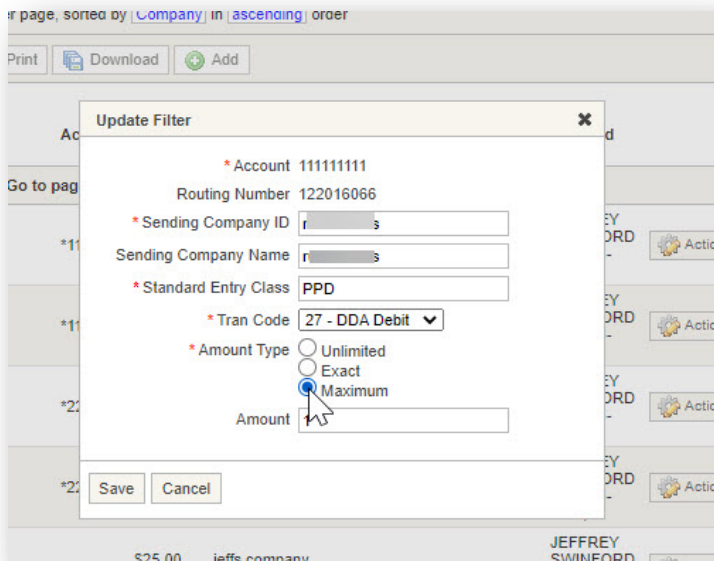 er page, sorted by Company in ascending order
Print Download Add
Update Filter
Ac
d
* Account 111111111
Go to pag
Routing Number 122016066
* Sending Company ID r s
EY
ORD
-
*11
Actio
Sending Company Name r s
* Standard Entry Class PPD
EY
ORD
-
*11
Actio
* Tran Code 27 - DDA Debit
* Amount Type Unlimited
Exact
Maximum
EY
ORD
-
*22
Actio
Amount 1
EY
ORD
-
*22
Actio
Save Cancel
JEFFREY
$25.00 jeffs company SWINFORD